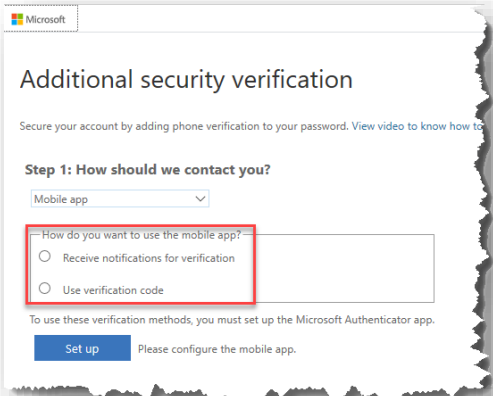 Microsoft
Additional security verification
Secure your account by adding phone verification to your password. View video to know how to
Step 1: How should we contact you?
Mobile app
How do you want to use the mobile app?
Receive notifications for verification
Use verification code
To use these verification methods, you must set up the Microsoft Authenticator app.
Set up Please configure the mobile app.